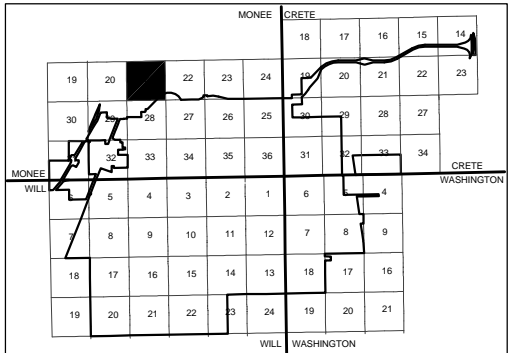 MONEE CRETE
18 17 16 15 14
19 20 22 23 24 19 20 21 22 23
30 29 28 27 26 25 30 29 28 27
32 33 34 35 36 31 32 33 34
MONEE CRETE
WILL WASHINGTON
6 5 4 3 2 1 6 5 4
7 8 9 10 11 12 7 8 9
18 17 16 15 14 13 18 17 16
19 20 21 22 23 24 19 20 21
WILL WASHINGTON